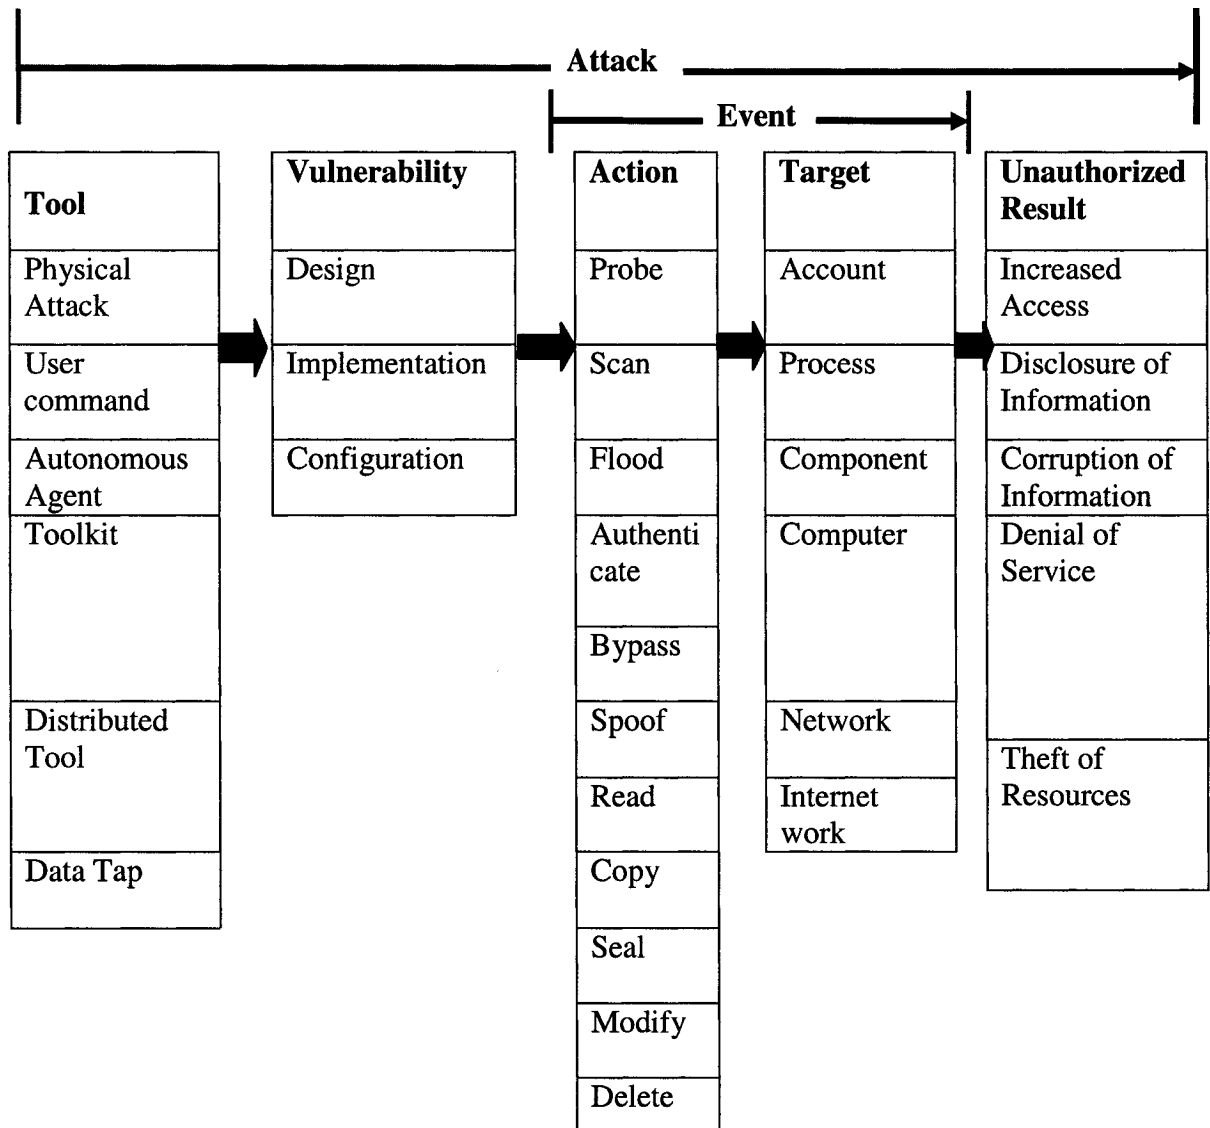 Attack
Event
Tool
Vulnerability
Action
Target
Unauthorized
Result
Physical
Attack
Design
Probe
Account
Increased
Access
User
command
Implementation
Scan
Process
Disclosure of
Information
Autonomous
Agent
Configuration
Flood
Component
Corruption of
Information
Toolkit
Authenti
cate
Computer
Denial of
Service
Bypass
Distributed
Tool
Spoof
Network
Theft of
Resources
Read
Internet
work
Data Tap
Copy
Seal
Modify
Delete